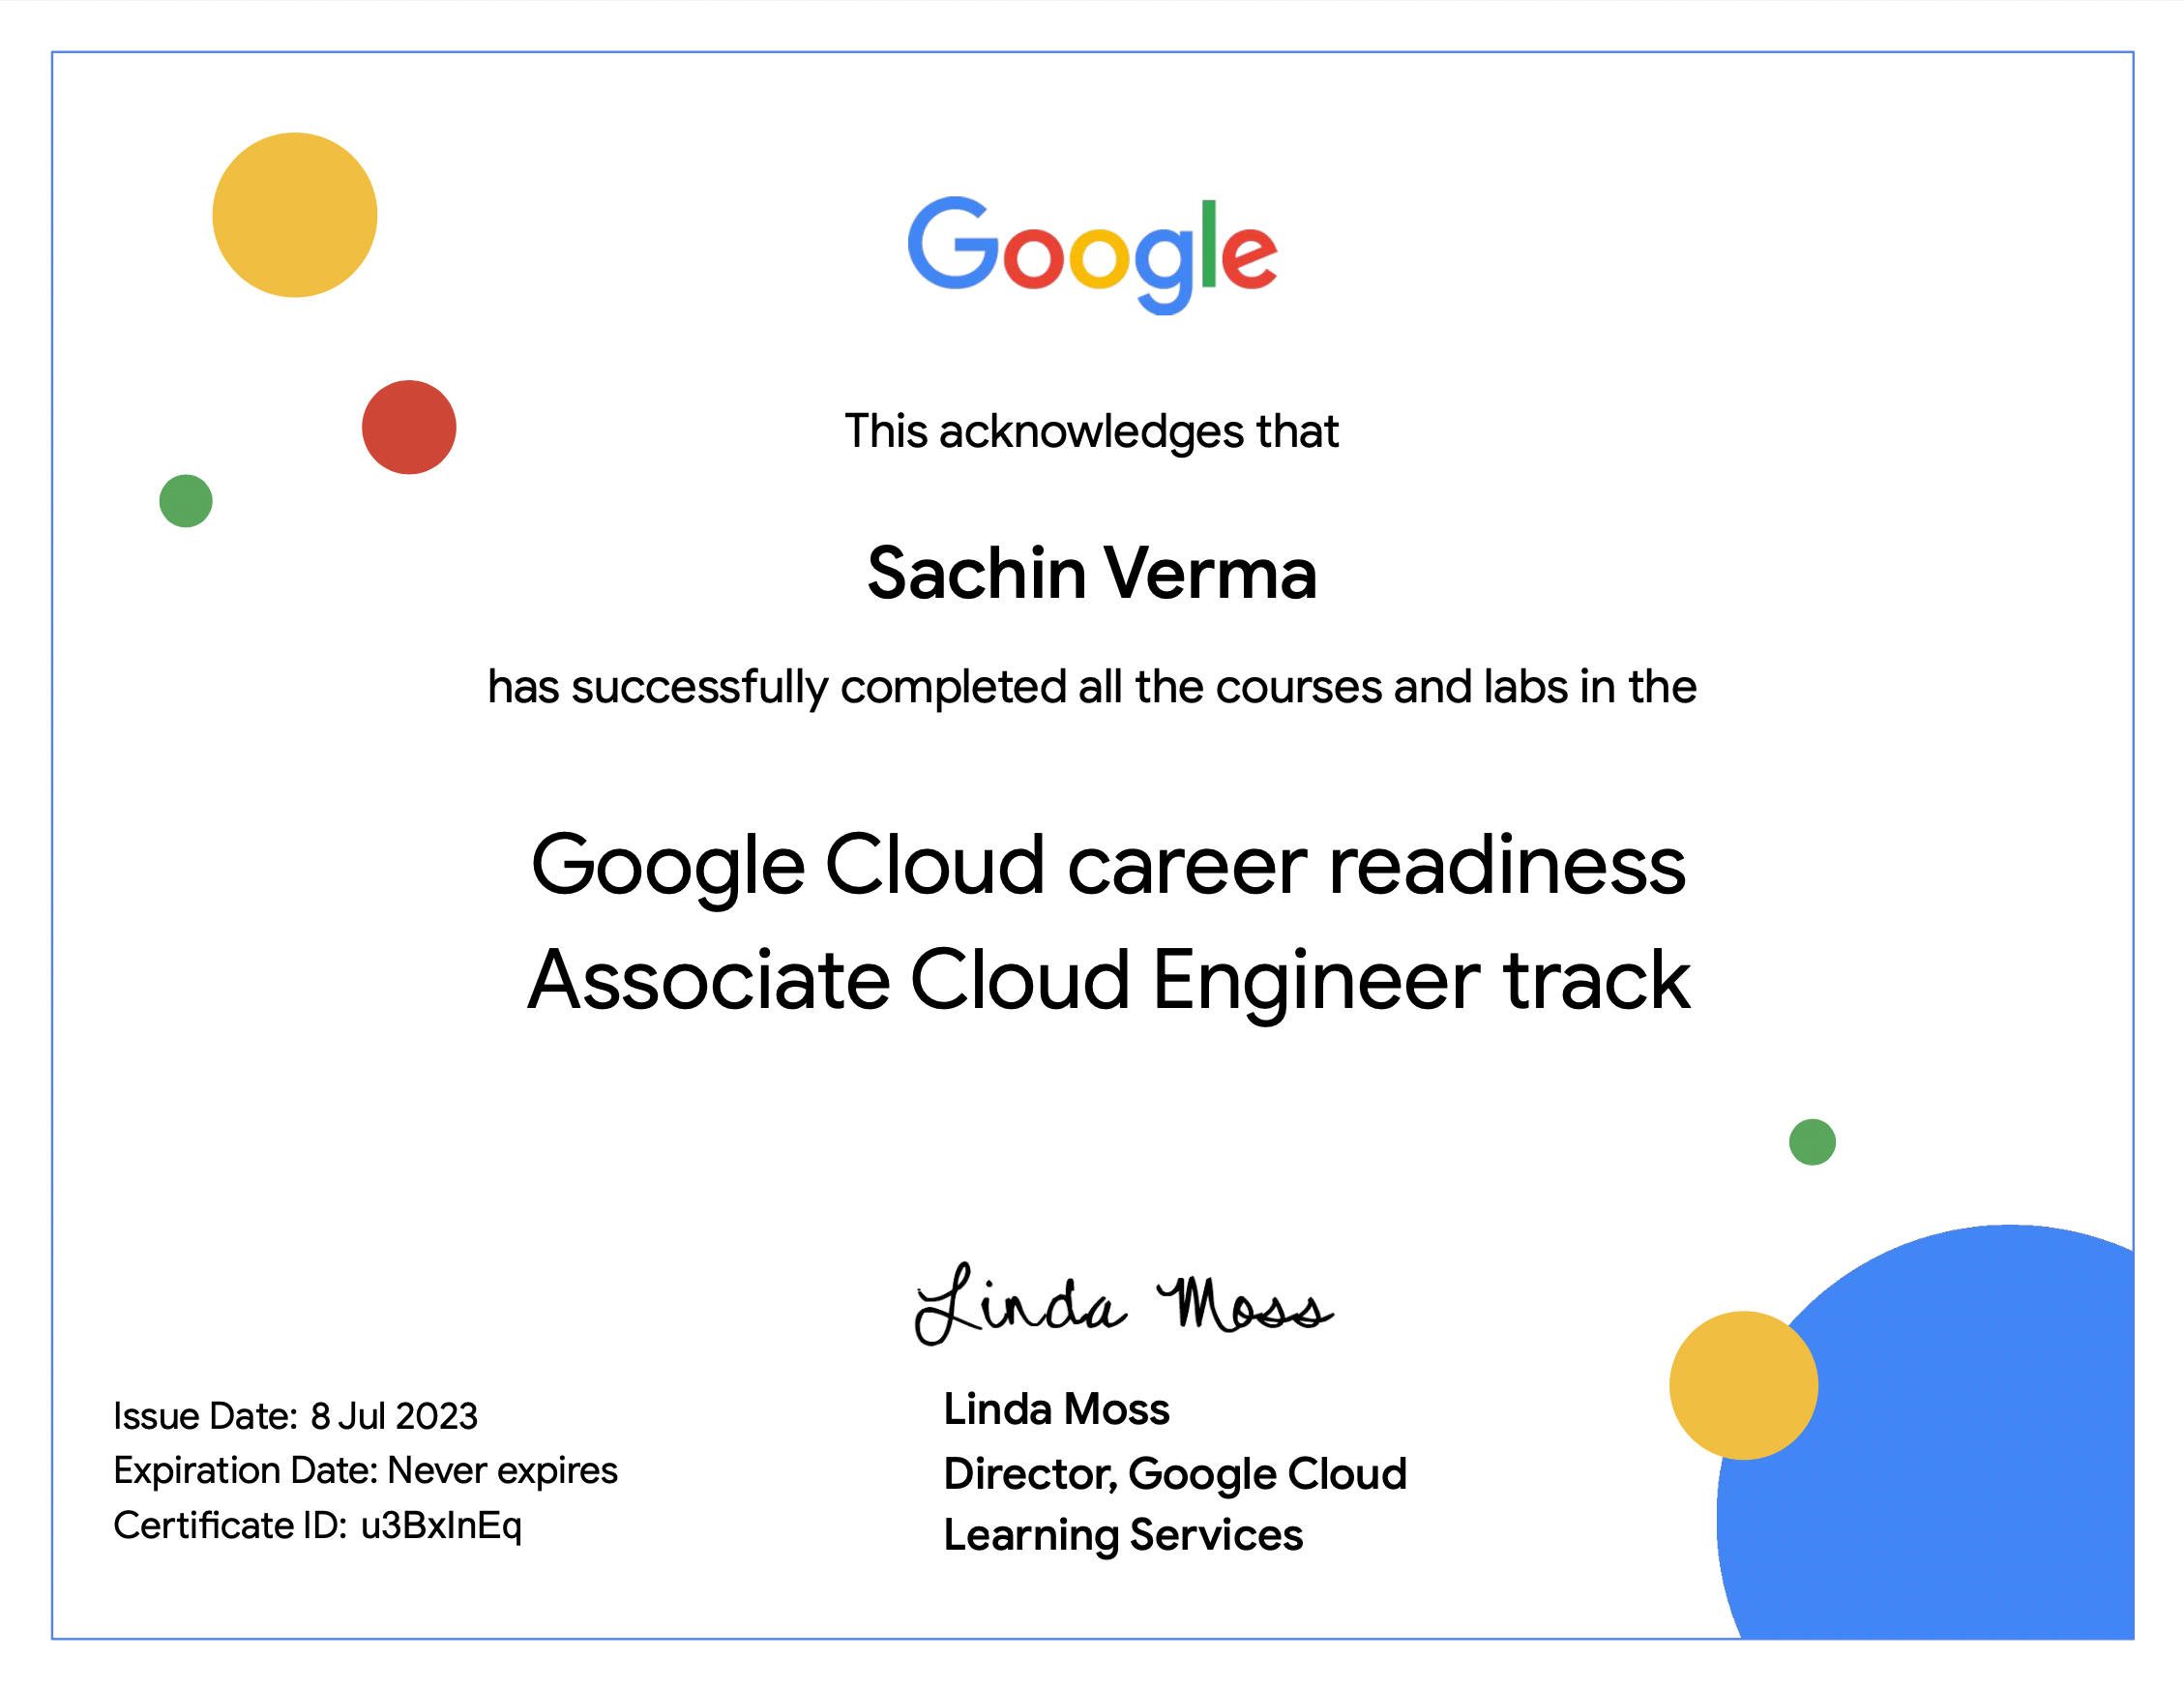 Google
This acknowledges that
Sachin Verma
has successfully completed all the courses and labs in the
Google Cloud career readiness
Associate Cloud Engineer track
Linda Moss
Linda Moss
Director, Google Cloud
Learning Services
Issue Date: 8 Jul 2023
Expiration Date: Never expires
Certificate ID: u3BxInEq